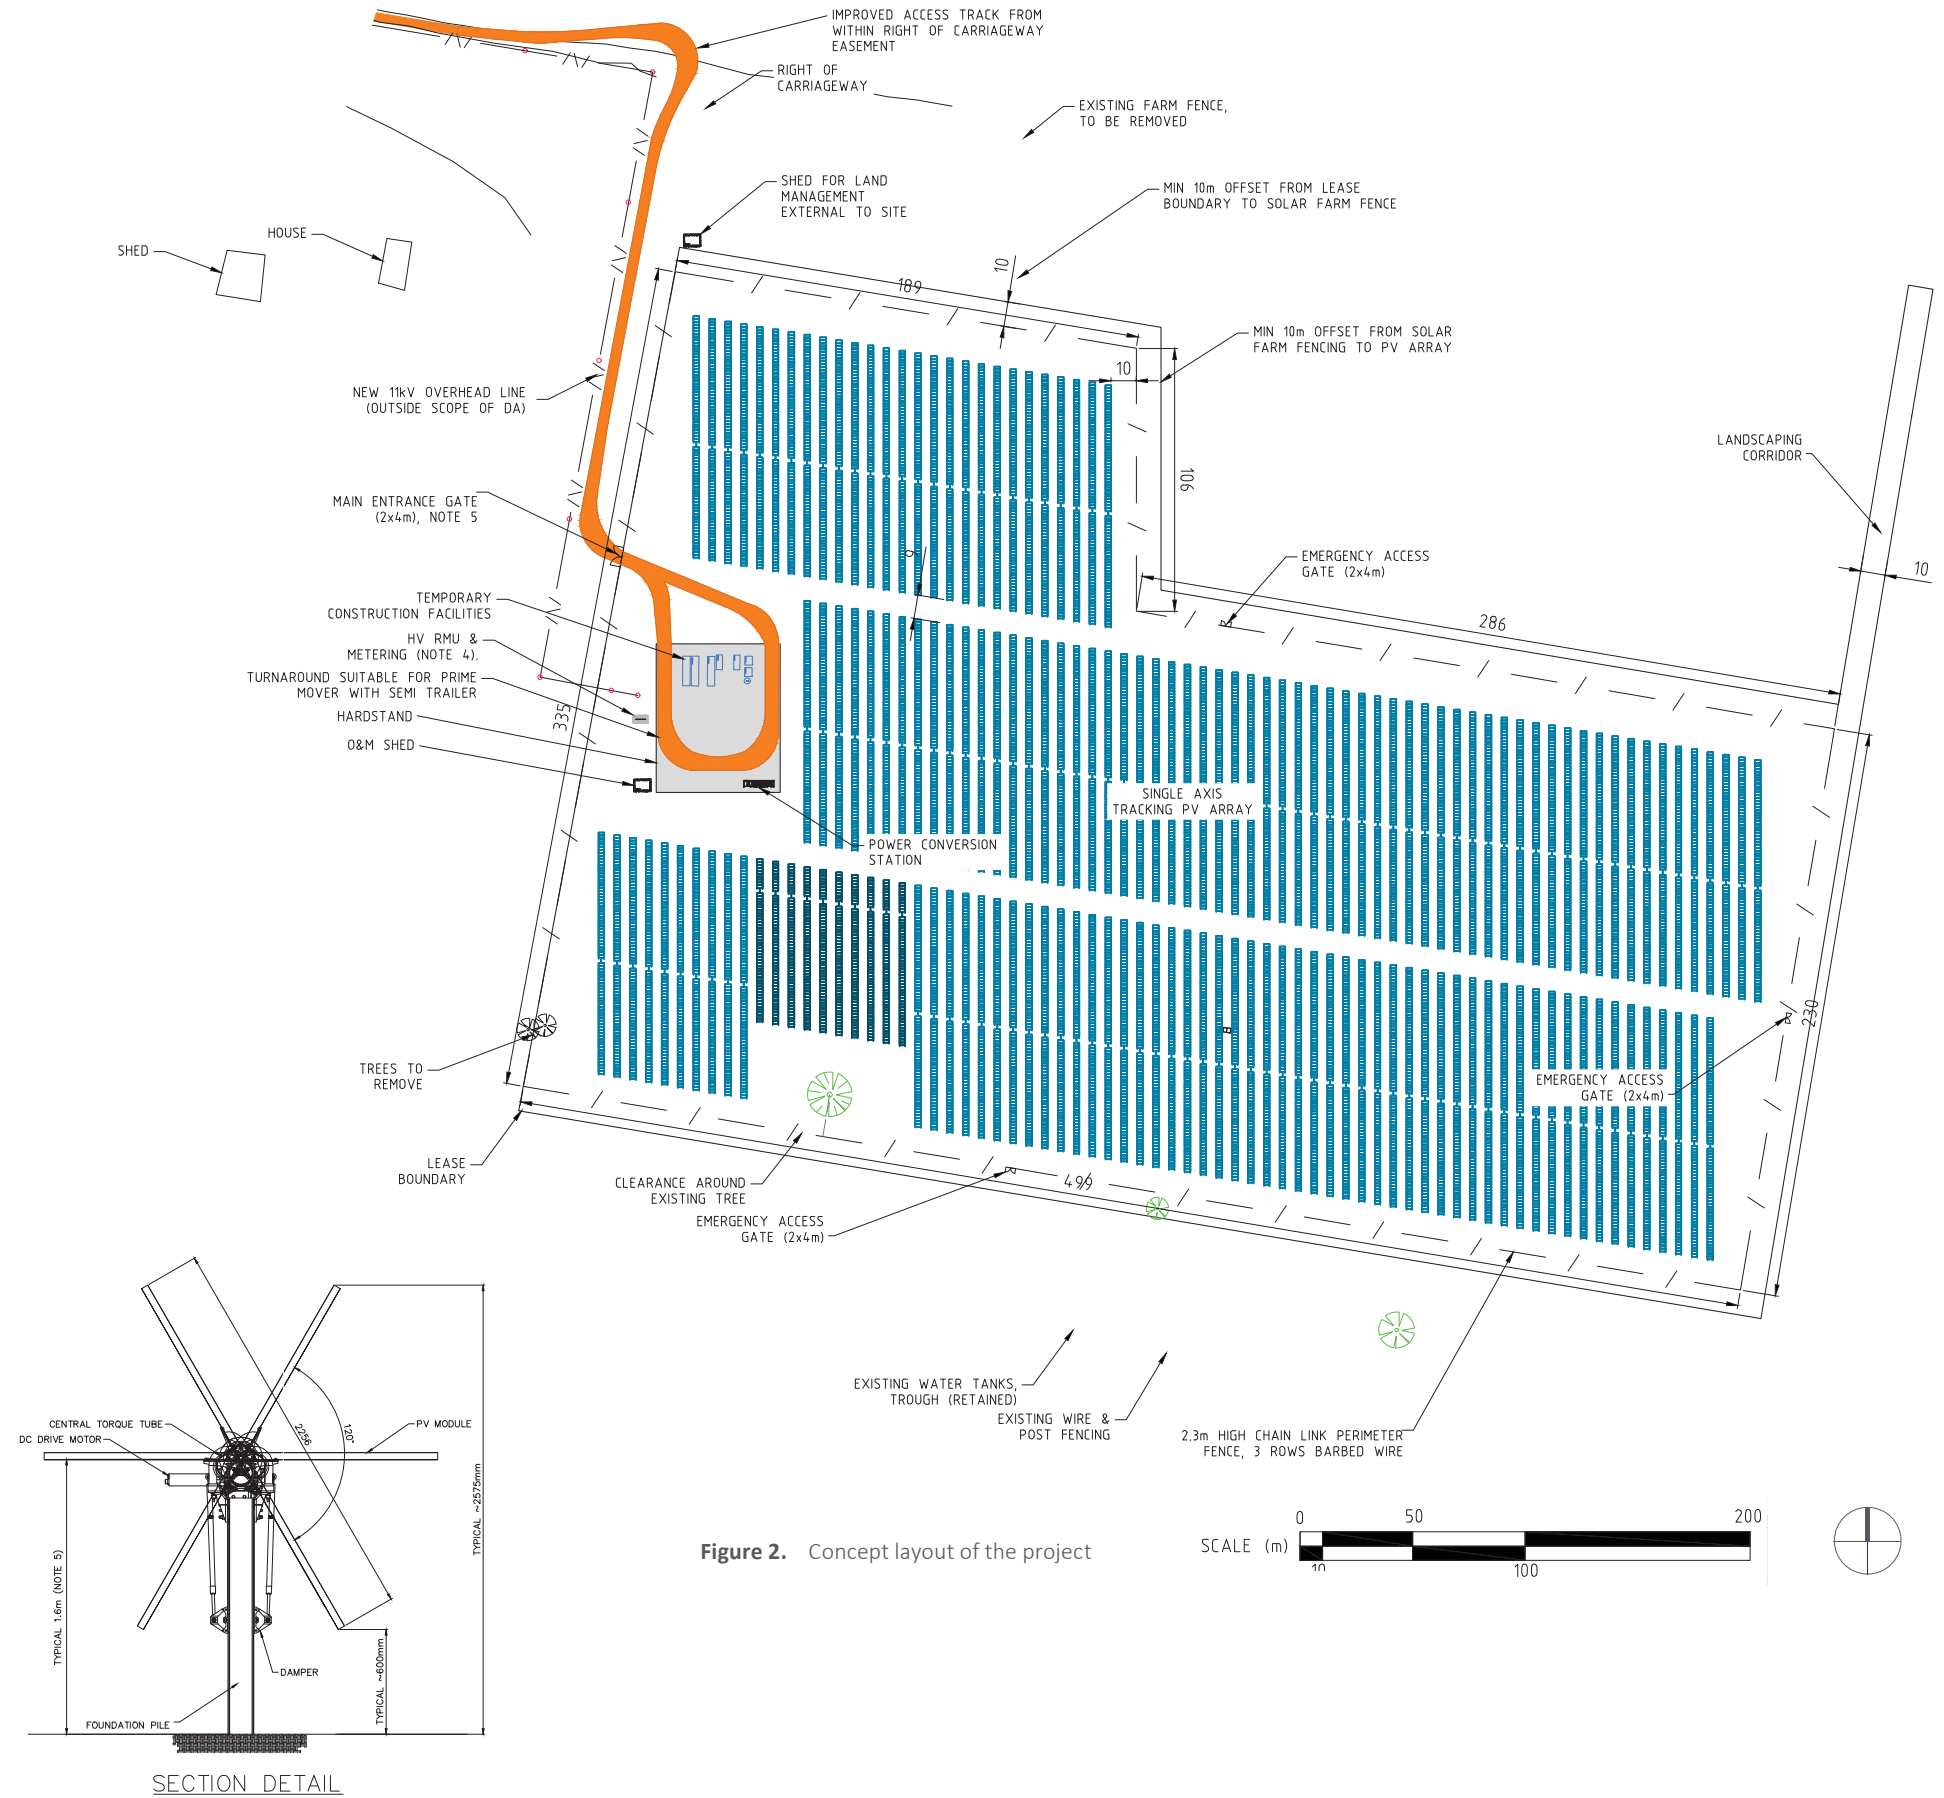 IMPROVED ACCESS TRACK FROM
WITHIN RIGHT OF CARRIAGEWAY
EASEMENT
RIGHT OF
CARRIAGEWAY
EXISTING FARM FENCE,
TO BE REMOVED
SHED FOR LAND
MANAGEMENT
EXTERNAL TO SITE
MIN 10m OFFSET FROM LEASE
BOUNDARY TO SOLAR FARM FENCE
HOUSE
SHED
10
189
MIN 10m OFFSET FROM SOLAR
FARM FENCING TO PV ARRAY
10
NEW 11kV OVERHEAD LINE
(OUTSIDE SCOPE OF DA)
LANDSCAPING
CORRIDOR
106
MAIN ENTRANCE GATE
(2x4m), NOTE 5
9
EMERGENCY ACCESS
GATE (2x4m)
10
TEMPORARY
CONSTRUCTION FACILITIES
286
HV RMU &
METERING (NOTE 4).
TURNAROUND SUITABLE FOR PRIME
MOVER WITH SEMI TRAILER
335
HARDSTAND
O&M SHED
SINGLE AXIS
TRACKING PV ARRAY
POWER CONVERSION
STATION
230
8
TREES TO
REMOVE
EMERGENCY ACCESS
GATE (2x4m)
LEASE
BOUNDARY
CLEARANCE AROUND
EXISTING TREE
499
EMERGENCY ACCESS
GATE (2x4m)
EXISTING WATER TANKS,
TROUGH (RETAINED)
EXISTING WIRE &
POST FENCING
2.3m HIGH CHAIN LINK PERIMETER
FENCE, 3 ROWS BARBED WIRE
CENTRAL TORQUE TUBE
DC DRIVE MOTOR
PV MODULE
2256
120°
TYPICAL ~2575mm
TYPICAL 1.6m (NOTE 5)
TYPICAL ~600mm
DAMPER
FOUNDATION PILE
SECTION DETAIL
Figure 2. Concept layout of the project
SCALE (m)
0
50
200
10
100